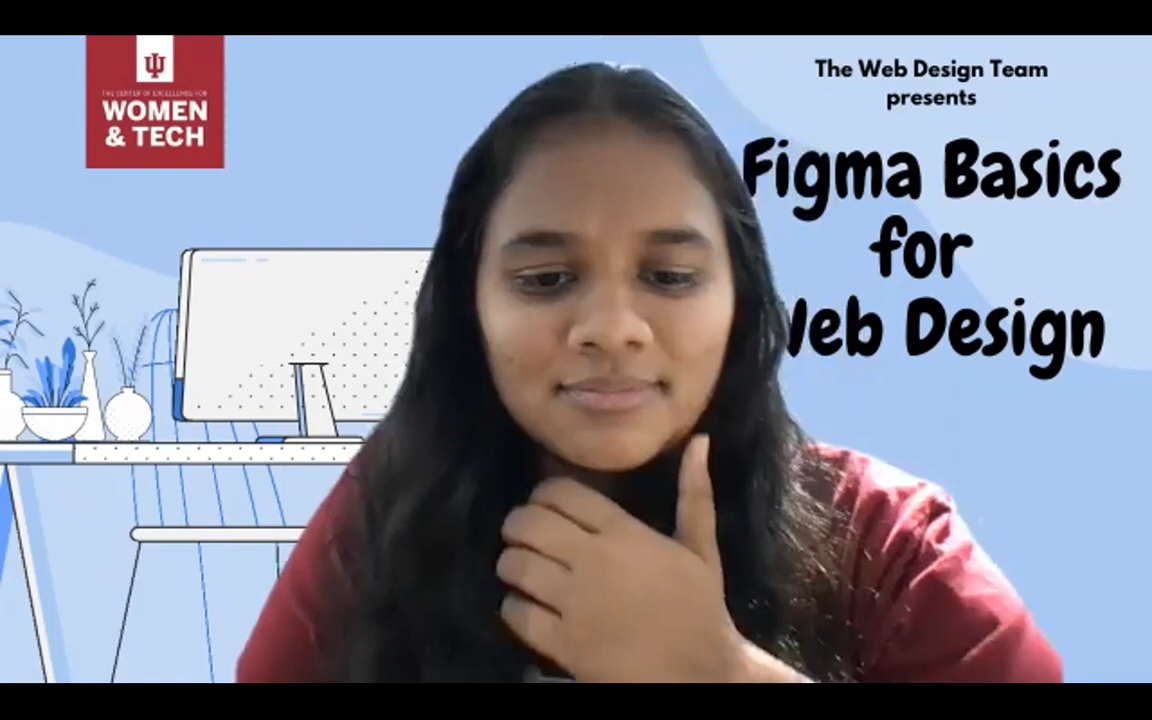 THE CENTER OF EXCELLENCE FOR
WOMEN
& TECH
The Web Design Team
presents
Figma Basics
for
Web Design